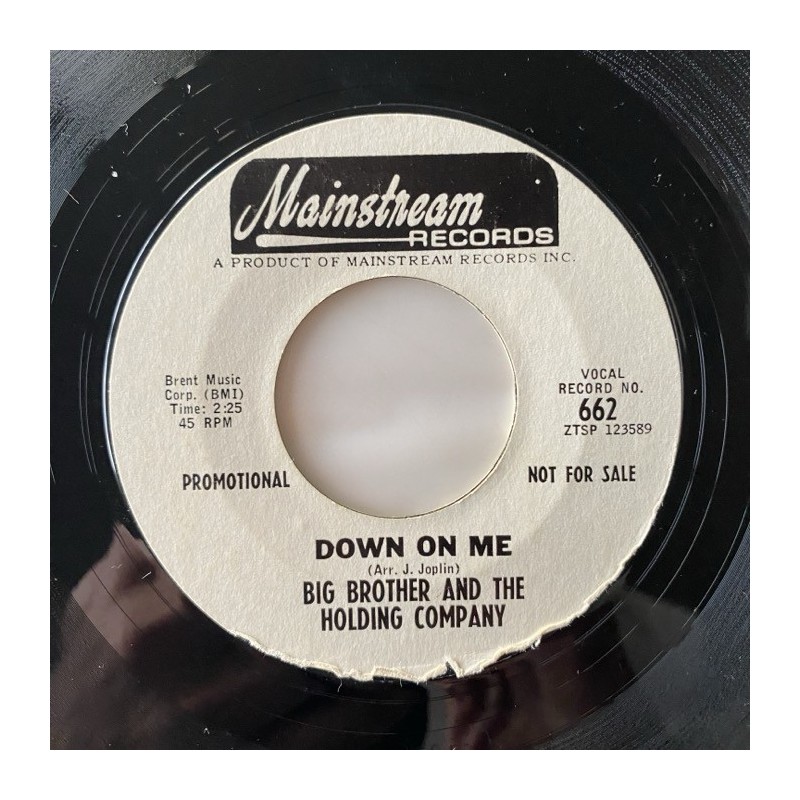 Mainstream
RECORDS
A PRODUCT OF MAINSTREAM RECORDS INC.
Brent Music
Corp. (BMI)
Time: 2:25
45 RPM
VOCAL
RECORD NO.
662
ZTSP 123589
PROMOTIONAL
NOT FOR SALE
DOWN ON ME
(Arr. J. Joplin)
BIG BROTHER AND THE
HOLDING COMPANY